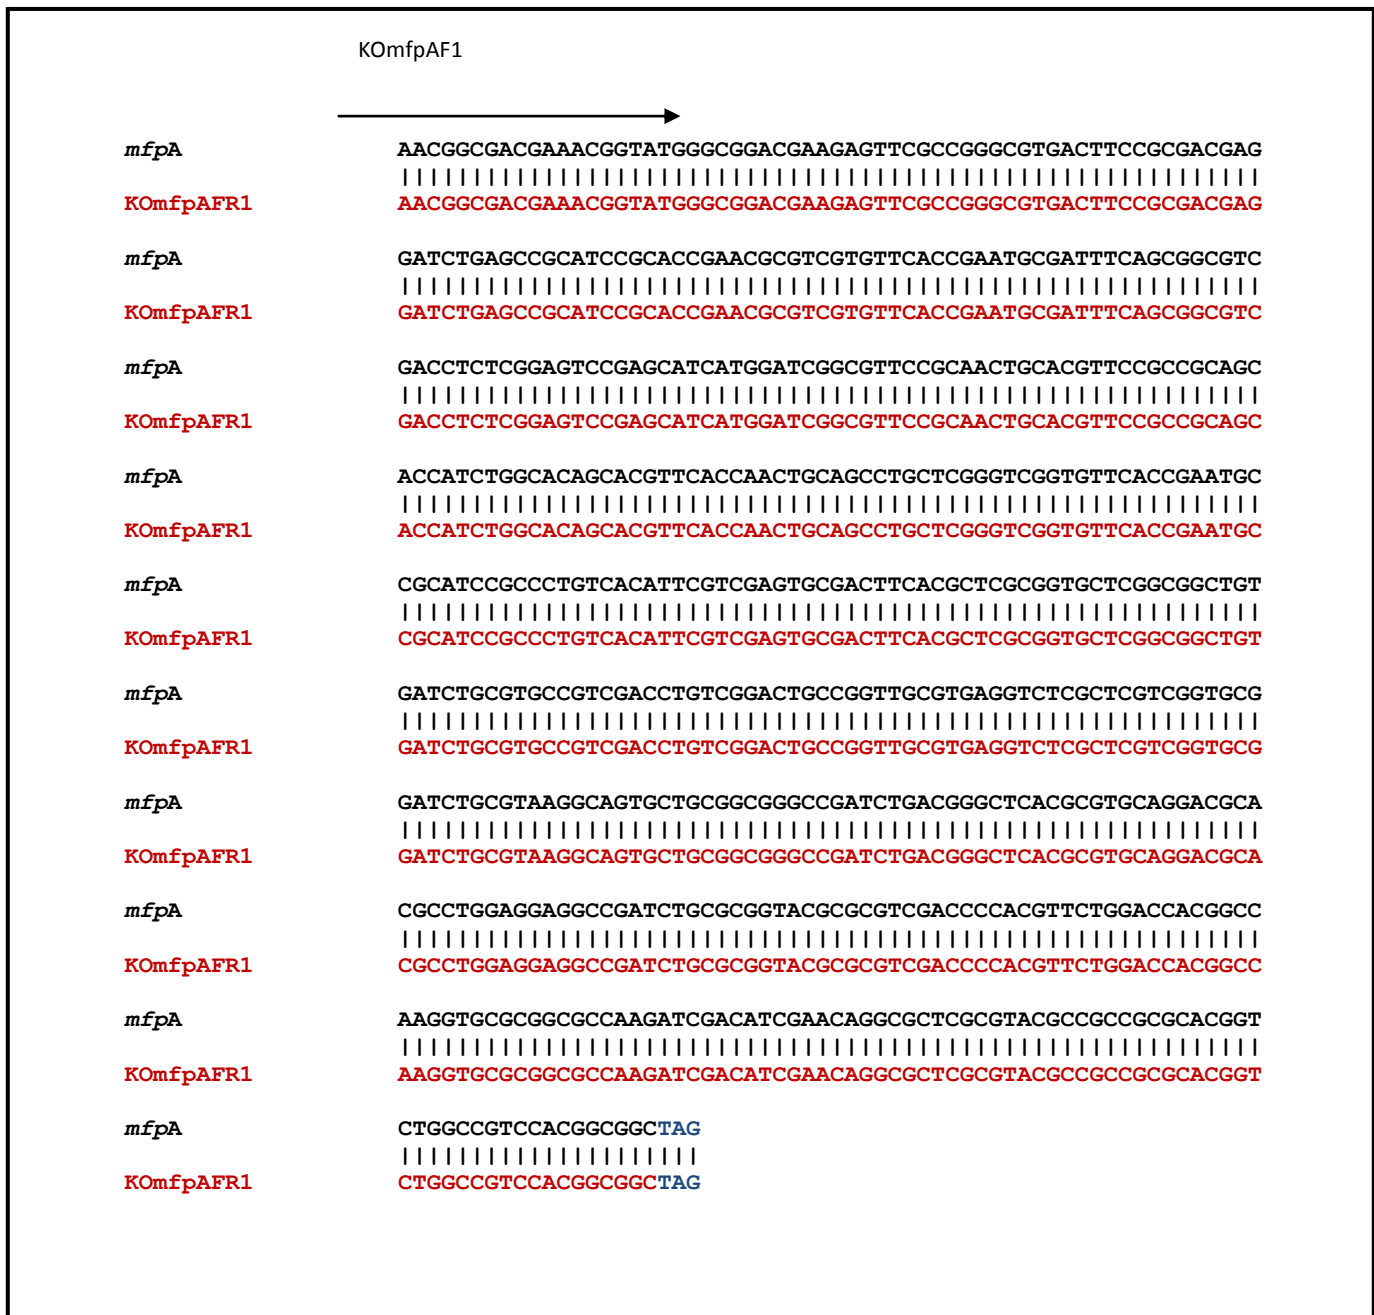 KOmfpAF1
mfpA AACGGCGACGAAACGGTATGGGCGGACGAAGAGTTCGCCGGGCGTGACTTCCGCGACGAG
KOmfpAFR1 AACGGCGACGAAACGGTATGGGCGGACGAAGAGTTCGCCGGGCGTGACTTCCGCGACGAG
mfpA GATCTGAGCCGCATCCGCACCGAACGCGTCGTGTTCACCGAATGCGATTTCAGCGGCGTC
KOmfpAFR1 GATCTGAGCCGCATCCGCACCGAACGCGTCGTGTTCACCGAATGCGATTTCAGCGGCGTC
mfpA GACCTCTCGGAGTCCGAGCATCATGGATCGGCGTTCCGCAACTGCACGTTCCGCCGCAGC
KOmfpAFR1 GACCTCTCGGAGTCCGAGCATCATGGATCGGCGTTCCGCAACTGCACGTTCCGCCGCAGC
mfpA ACCATCTGGCACAGCACGTTCACCAACTGCAGCCTGCTCGGGTCGGTGTTCACCGAATGC
KOmfpAFR1 ACCATCTGGCACAGCACGTTCACCAACTGCAGCCTGCTCGGGTCGGTGTTCACCGAATGC
mfpA CGCATCCGCCCTGTCACATTCGTCGAGTGCGACTTCACGCTCGCGGTGCTCGGCGGCTGT
KOmfpAFR1 CGCATCCGCCCTGTCACATTCGTCGAGTGCGACTTCACGCTCGCGGTGCTCGGCGGCTGT
mfpA GATCTGCGTGCCGTCGACCTGTCGGACTGCCGGTTGCGTGAGGTCTCGCTCGTCGGTGCG
KOmfpAFR1 GATCTGCGTGCCGTCGACCTGTCGGACTGCCGGTTGCGTGAGGTCTCGCTCGTCGGTGCG
mfpA GATCTGCGTAAGGCAGTGCTGCGGCGGGCCGATCTGACGGGCTCACGCGTGCAGGACGCA
KOmfpAFR1 GATCTGCGTAAGGCAGTGCTGCGGCGGGCCGATCTGACGGGCTCACGCGTGCAGGACGCA
mfpA CGCCTGGAGGAGGCCGATCTGCGCGGTACGCGCGTCGACCCCACGTTCTGGACCACGGCC
KOmfpAFR1 CGCCTGGAGGAGGCCGATCTGCGCGGTACGCGCGTCGACCCCACGTTCTGGACCACGGCC
mfpA AAGGTGCGCGGCGCCAAGATCGACATCGAACAGGCGCTCGCGTACGCCGCCGCGCACGGT
KOmfpAFR1 AAGGTGCGCGGCGCCAAGATCGACATCGAACAGGCGCTCGCGTACGCCGCCGCGCACGGT
mfpA CTGGCCGTCCACGGCGGCTAG
KOmfpAFR1 CTGGCCGTCCACGGCGGCTAG